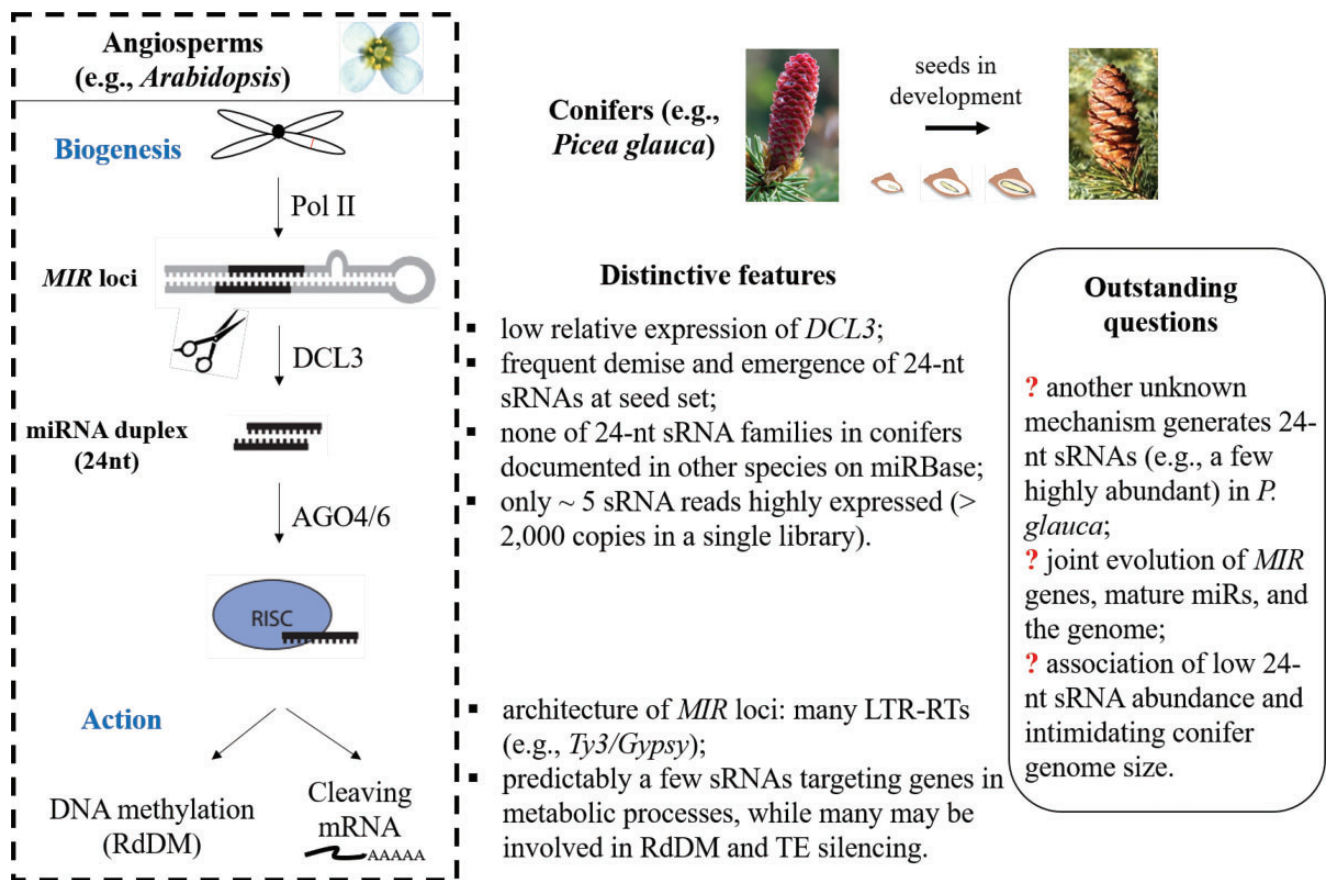 Angiosperms
(e.g., Arabidopsis)
Biogenesis
Pol II
MIR loci
DCL3
miRNA duplex
(24nt)
AGO4/6
RISC
Action
DNA methylation
(RdDM)
Cleaving
mRNA
AAAAA
Conifers (e.g.,
Picea glauca)
seeds in
development
Distinctive features
▪ low relative expression of DCL3;
▪ frequent demise and emergence of 24-nt
sRNAs at seed set;
▪ none of 24-nt sRNA families in conifers
documented in other species on miRBase;
▪ only ~ 5 sRNA reads highly expressed (>
2,000 copies in a single library).
▪ architecture of MIR loci: many LTR-RTs
(e.g., Ty3/Gypsy);
▪ predictably a few sRNAs targeting genes in
metabolic processes, while many may be
involved in RdDM and TE silencing.
Outstanding
questions
? another unknown
mechanism generates 24-
nt sRNAs (e.g., a few
highly abundant) in P.
glauca;
? joint evolution of MIR
genes, mature miRs, and
the genome;
? association of low 24-
nt sRNA abundance and
intimidating conifer
genome size.